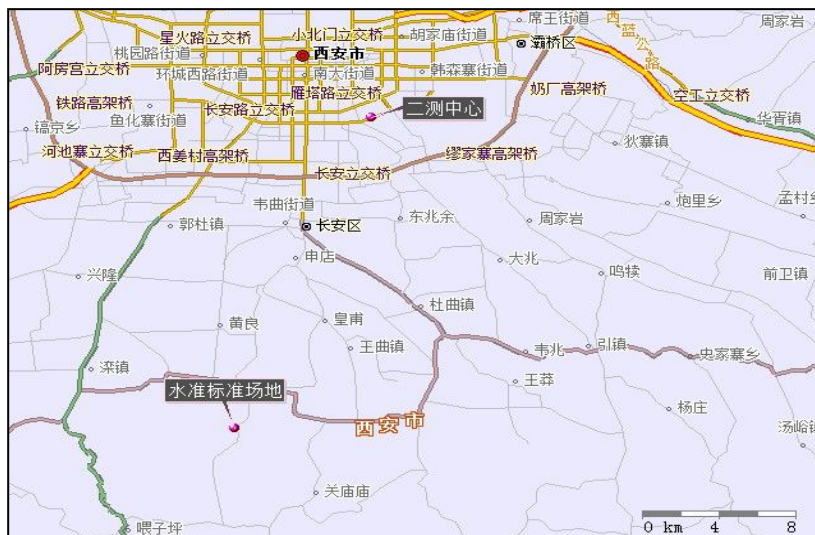 席王街道
周家岩
星火路立交桥
小北门立交桥
胡家庙街道
西蓝公路
桃园路街道
西安市
灞桥区
阿房宫立交桥
环城西路街道
南大街道
韩森寨街道
雁塔路立交桥
奶厂高架桥
空工立交桥
铁路高架桥
长安路立交桥
二测中心
华胥镇
镐京乡
鱼化寨街道
狄寨镇
河池寨立交桥
西姜村高架桥
缪家寨高架桥
长安立交桥
炮里乡
孟村乡
韦曲街道
东兆余
周家岩
郭杜镇
长安区
申店
大兆
鸣犊
前卫镇
兴隆
杜曲镇
黄良
皇甫
王曲镇
韦兆
引镇
史家寨乡
滦镇
王莽
水准标准场地
杨庄
西安市
汤峪镇
关庙庙
喂子坪
0 km 4 8